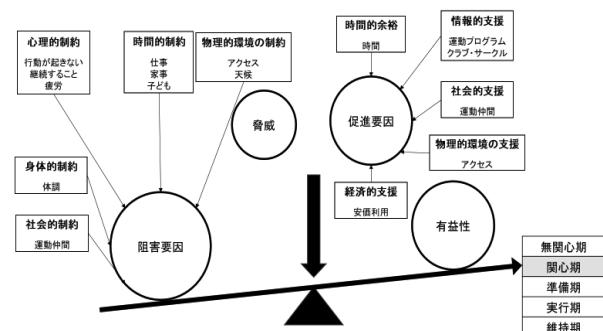 心理的制約
行動が起きない
継続すること
疲労
時間的制約
仕事
家事
子ども
物理的環境の制約
アクセス
天候
身体的制約
体調
社会的制約
運動仲間
阻害要因
脅威
時間的余裕
時間
情報的支援
運動プログラム
クラブ・サークル
社会的支援
運動仲間
物理的環境の支援
アクセス
経済的支援
安価利用
促進要因
有益性
無関心期
関心期
準備期
実行期
維持期